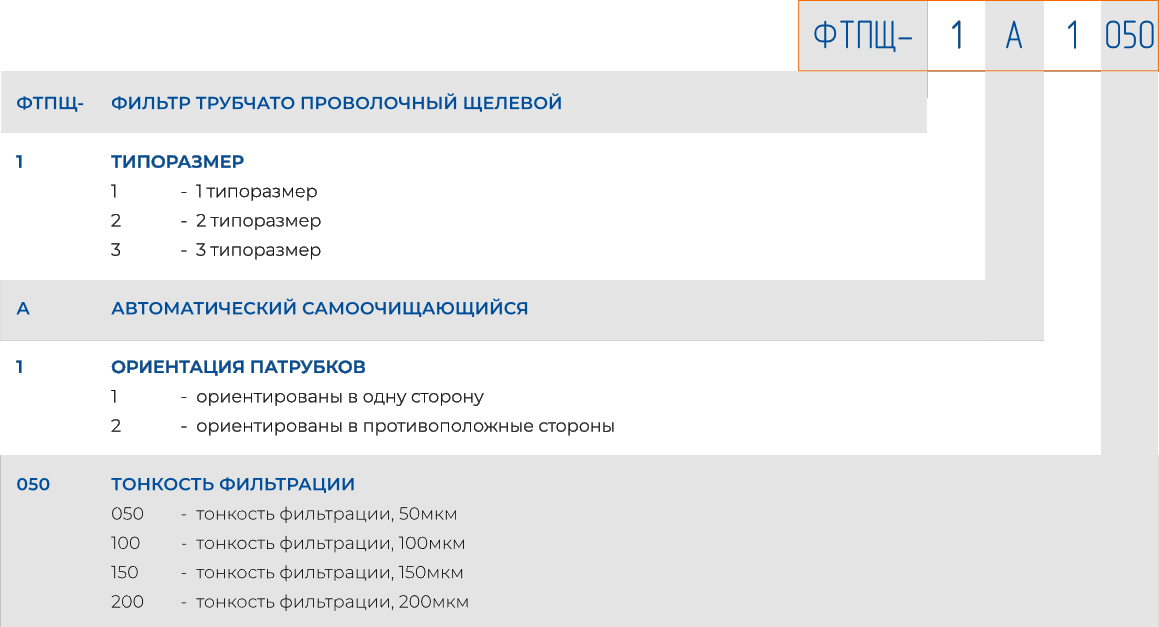 ФТПЩ- 1 А 1 050
ФТПЩ- ФИЛЬТР ТРУБЧАТО ПРОВОЛОЧНЫЙ ЩЕЛЕВОЙ
1 ТИПОРАЗМЕР
1 - 1 типоразмер
2 - 2 типоразмер
3 - 3 типоразмер
А АВТОМАТИЧЕСКИЙ САМООЧИЩАЮЩИЙСЯ
1 ОРИЕНТАЦИЯ ПАТРУБКОВ
1 - ориентированы в одну сторону
2 - ориентированы в противоположные стороны
050 ТОНКОСТЬ ФИЛЬТРАЦИИ
050 - тонкость фильтрации, 50мкм
100 - тонкость фильтрации, 100мкм
150 - тонкость фильтрации, 150мкм
200 - тонкость фильтрации, 200мкм